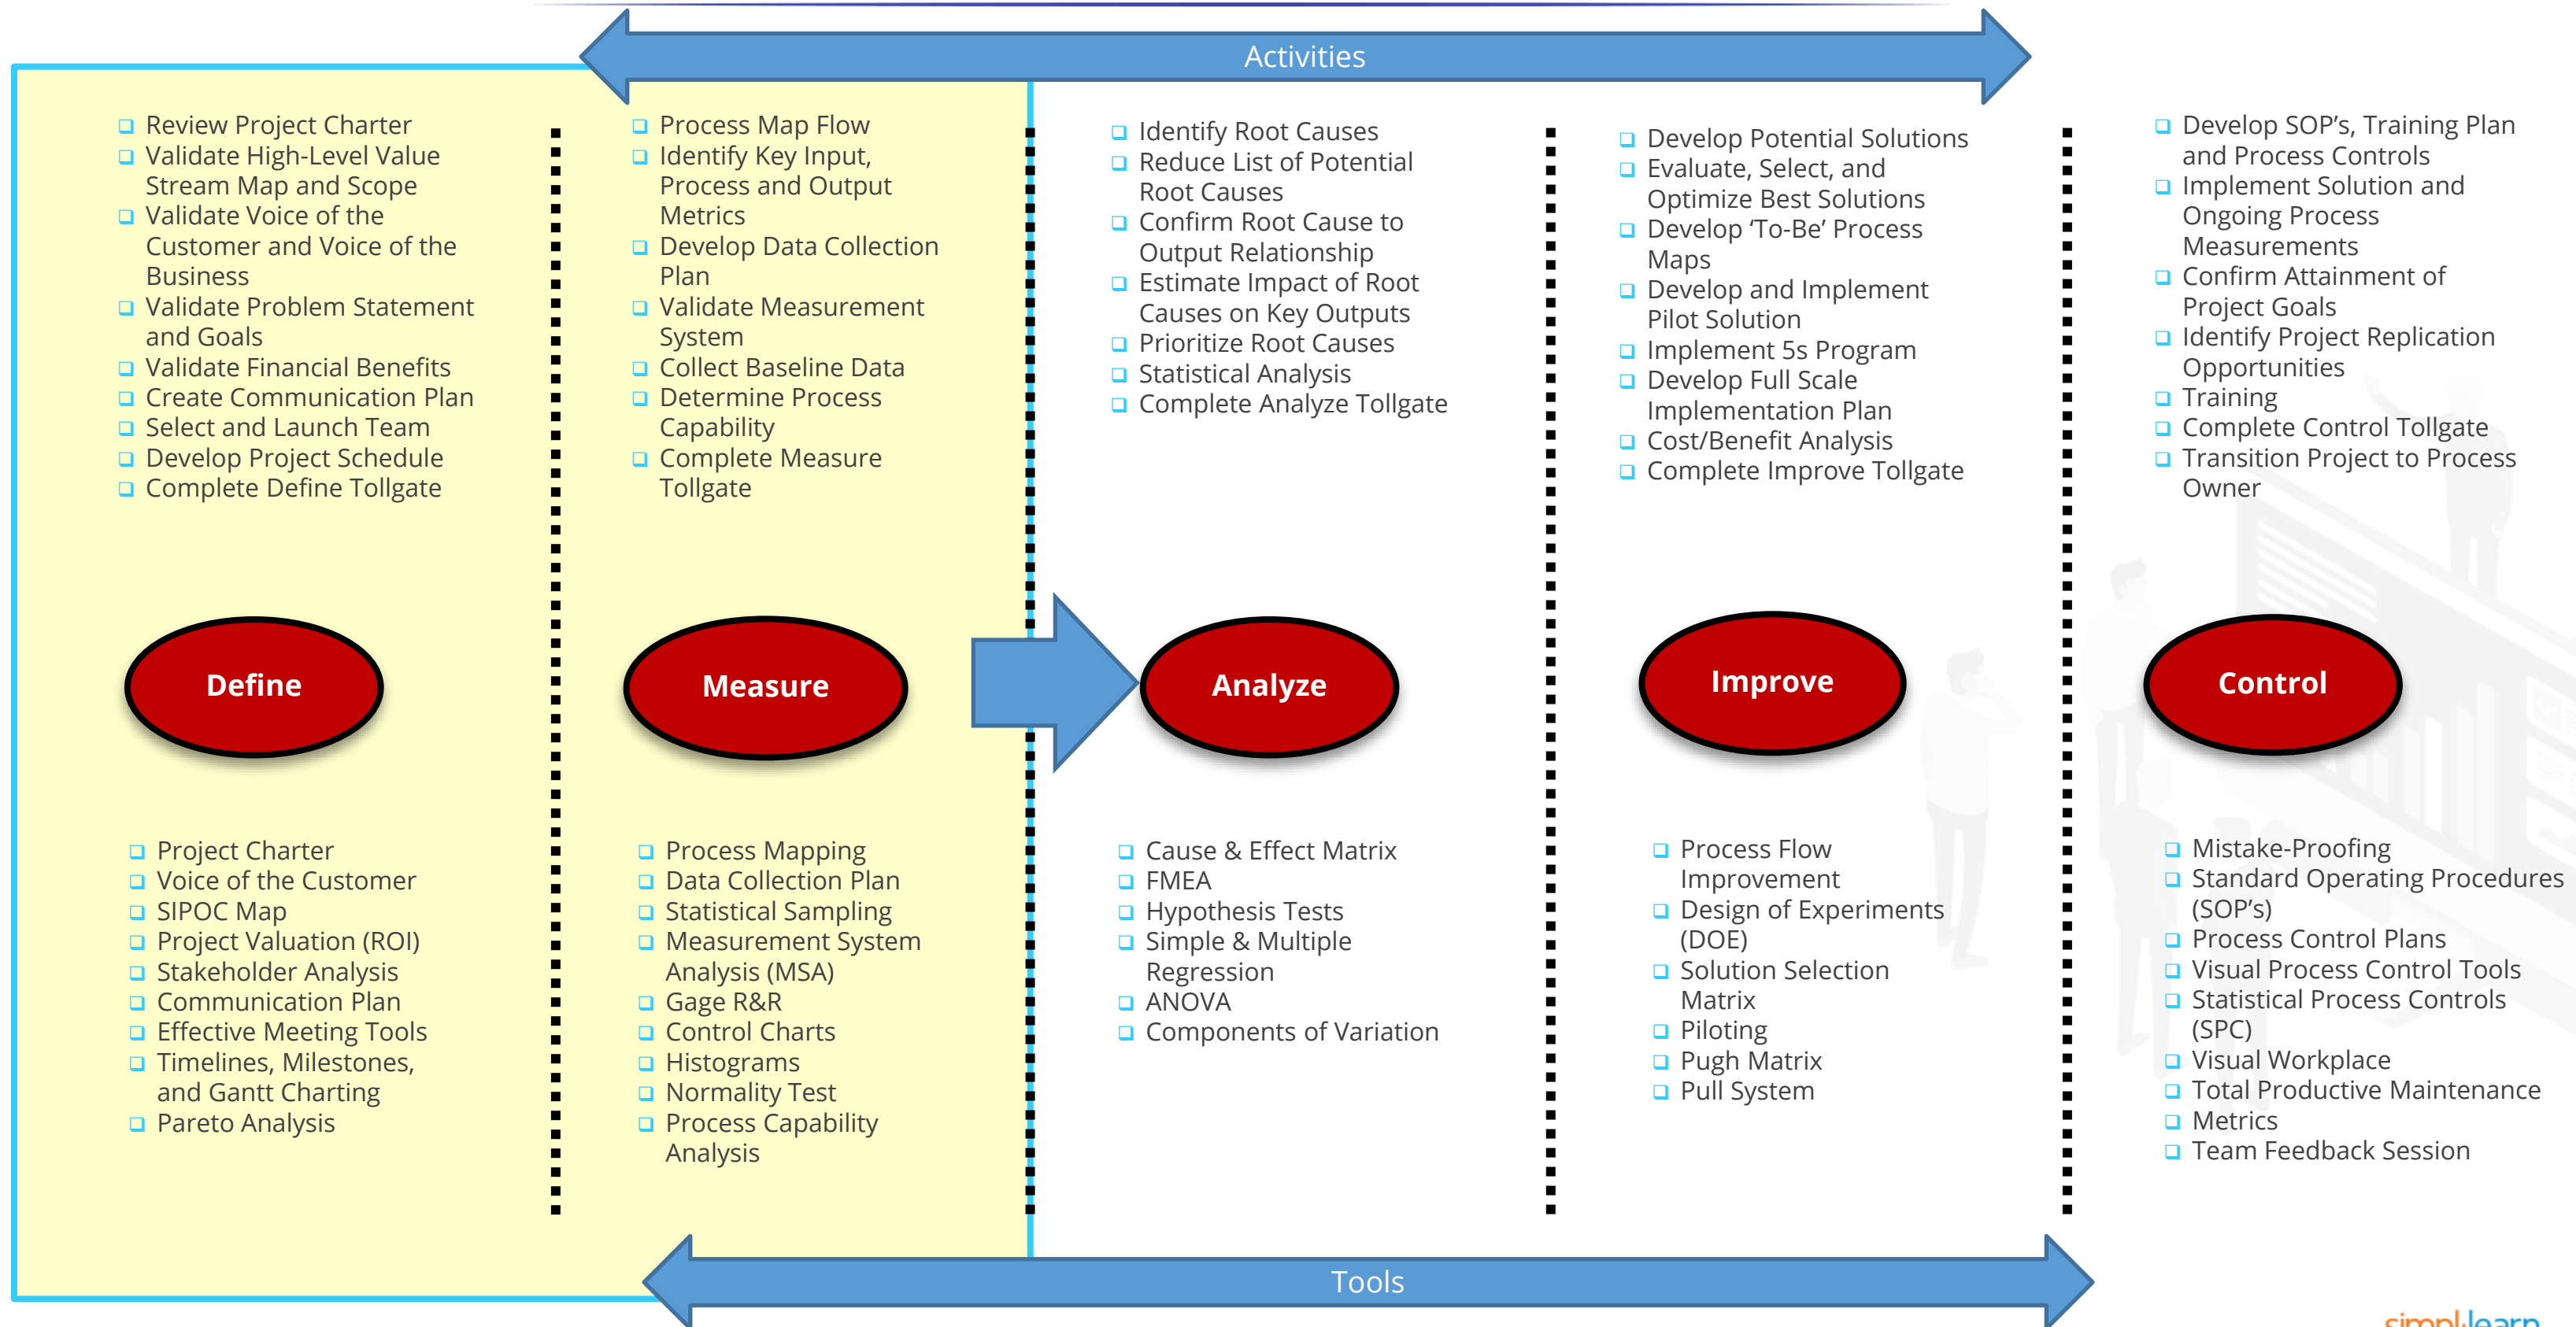 Activities
Review Project Charter
Validate High-Level Value
Stream Map and Scope
Validate Voice of the
Customer and Voice of the
Business
Validate Problem Statement
and Goals
Validate Financial Benefits
Create Communication Plan
Select and Launch Team
Develop Project Schedule
Complete Define Tollgate
Process Map Flow
Identify Key Input,
Process and Output
Metrics
Develop Data Collection
Plan
Validate Measurement
System
Collect Baseline Data
Determine Process
Capability
Complete Measure
Tollgate
Identify Root Causes
Reduce List of Potential
Root Causes
Confirm Root Cause to
Output Relationship
Estimate Impact of Root
Causes on Key Outputs
Prioritize Root Causes
Statistical Analysis
Complete Analyze Tollgate
Develop Potential Solutions
Evaluate, Select, and
Optimize Best Solutions
Develop ‘To-Be’ Process
Maps
Develop and Implement
Pilot Solution
Implement 5s Program
Develop Full Scale
Implementation Plan
Cost/Benefit Analysis
Complete Improve Tollgate
Develop SOP's, Training Plan
and Process Controls
Implement Solution and
Ongoing Process
Measurements
Confirm Attainment of
Project Goals
Identify Project Replication
Opportunities
Training
Complete Control Tollgate
Transition Project to Process
Owner
Define
Measure
Analyze
Improve
Control
Project Charter
Voice of the Customer
SIPOC Map
Project Valuation (ROI)
Stakeholder Analysis
Communication Plan
Effective Meeting Tools
Timelines, Milestones,
and Gantt Charting
Pareto Analysis
Process Mapping
Data Collection Plan
Statistical Sampling
Measurement System
Analysis (MSA)
Gage R&R
Control Charts
Histograms
Normality Test
Process Capability
Analysis
Cause & Effect Matrix
FMEA
Hypothesis Tests
Simple & Multiple
Regression
ANOVA
Components of Variation
Process Flow
Improvement
Design of Experiments
(DOE)
Solution Selection
Matrix
Piloting
Pugh Matrix
Pull System
Mistake-Proofing
Standard Operating Procedures
(SOP's)
Process Control Plans
Visual Process Control Tools
Statistical Process Controls
(SPC)
Visual Workplace
Total Productive Maintenance
Metrics
Team Feedback Session
Tools
simplilearn